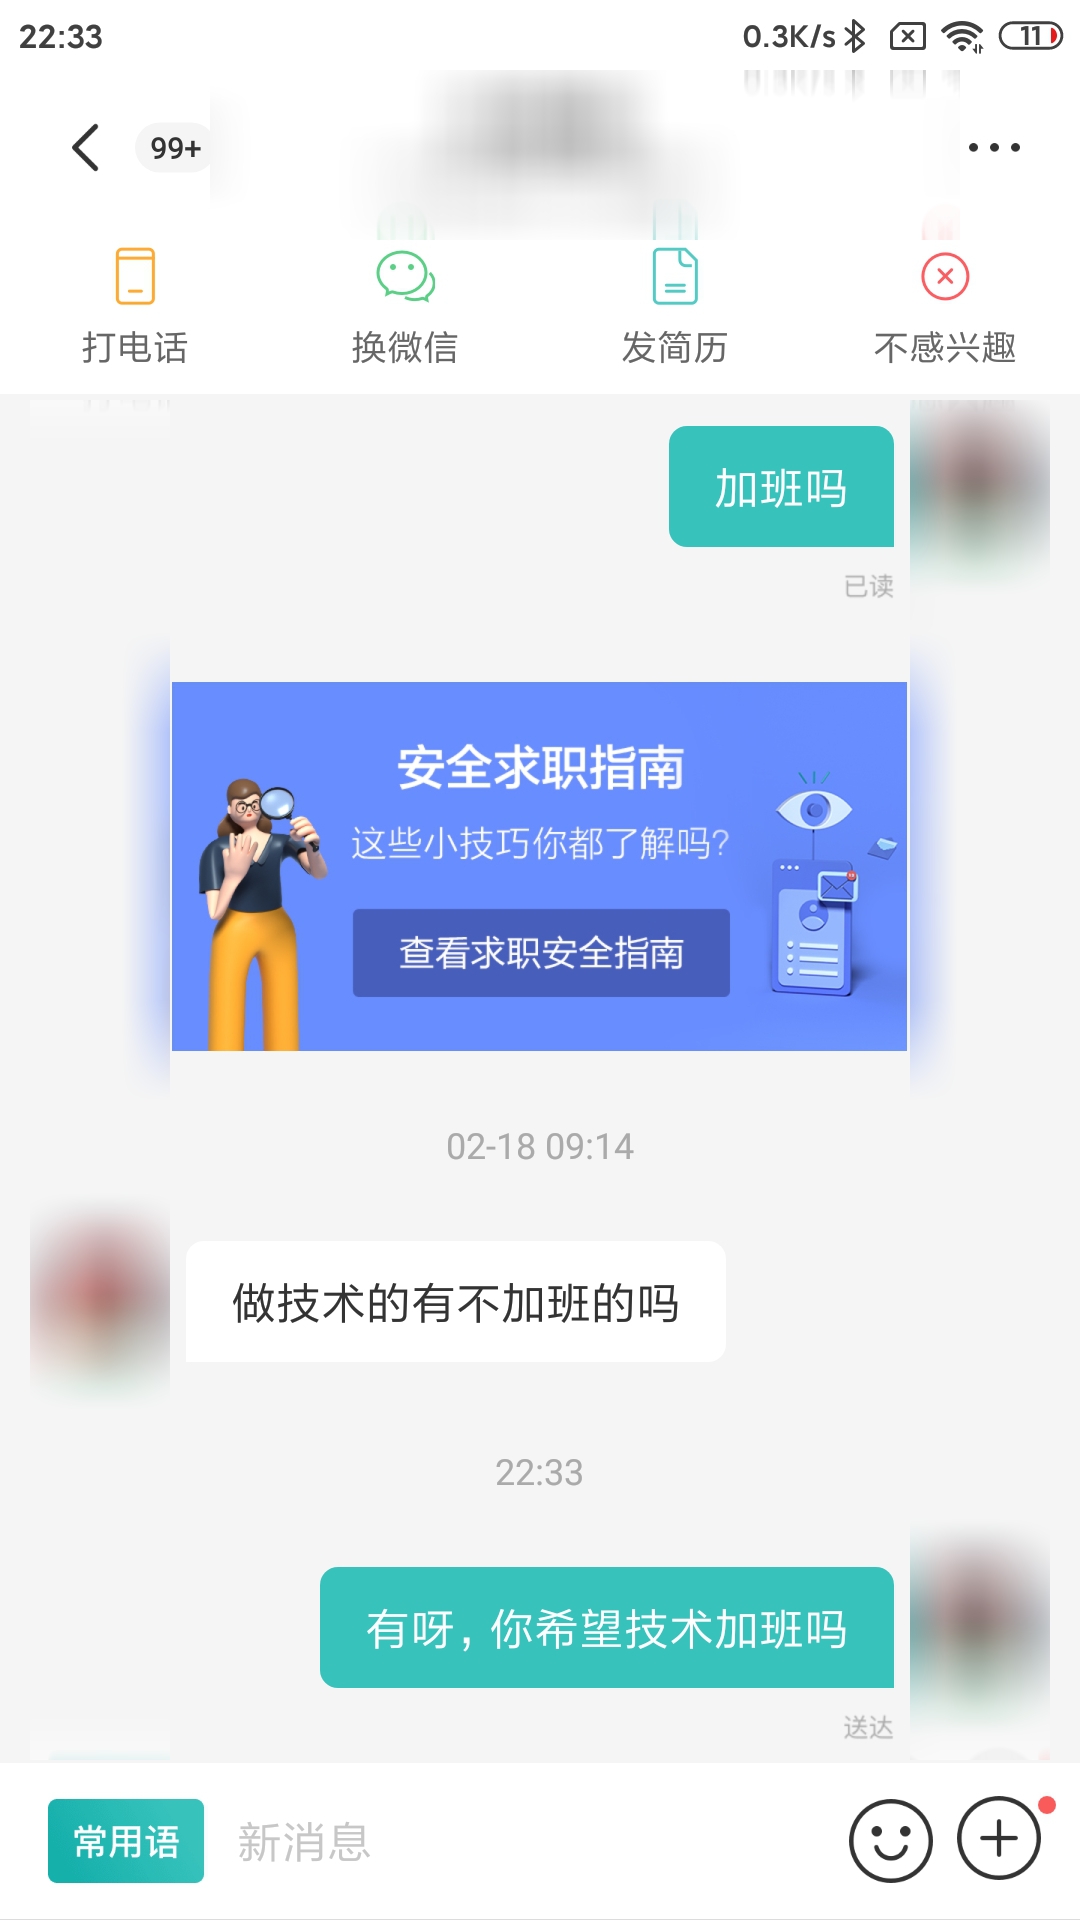 22:33
0.3K/s
11
99+
打电话
换微信
发简历
不感兴趣
加班吗
已读
安全求职指南
这些小技巧你都了解吗?
查看求职安全指南
02-18 09:14
做技术的有不加班的吗
22:33
有呀,你希望技术加班吗
送达
常用语
新消息